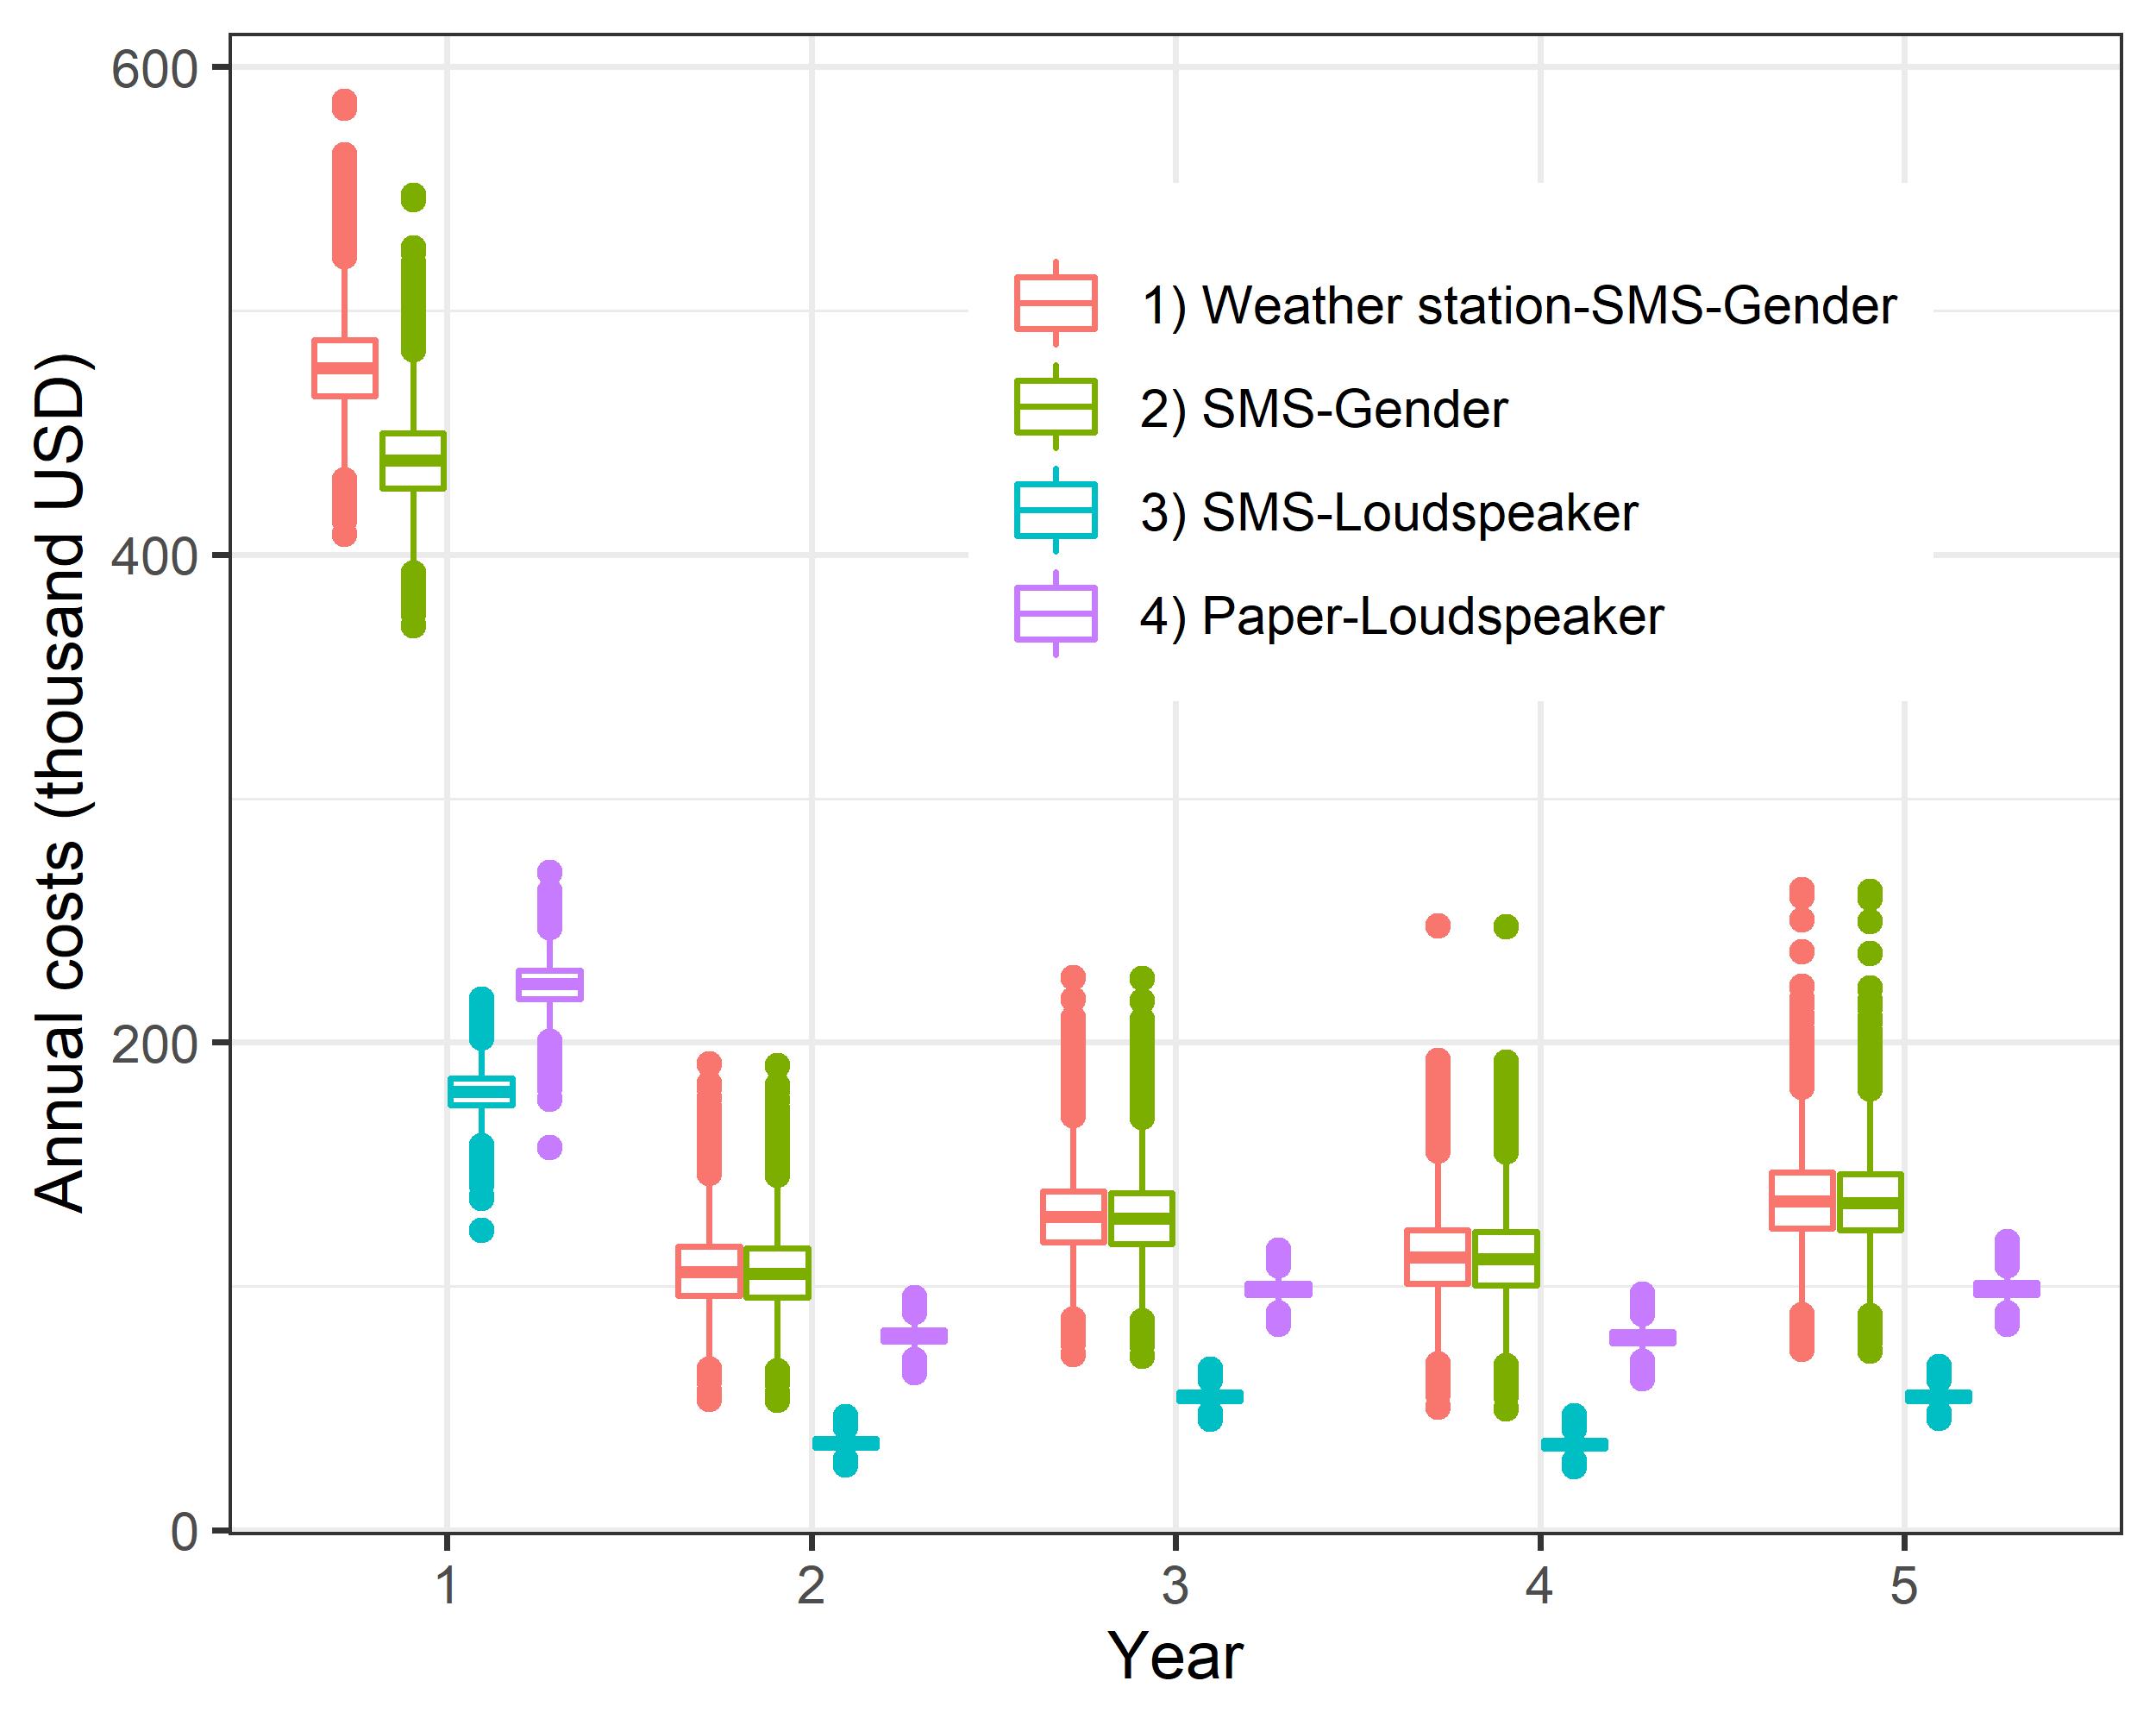 Annual costs (thousand USD)
600
400
200
0
1) Weather station-SMS-Gender
2) SMS-Gender
3) SMS-Loudspeaker
4) Paper-Loudspeaker
1 2 3 4 5
Year